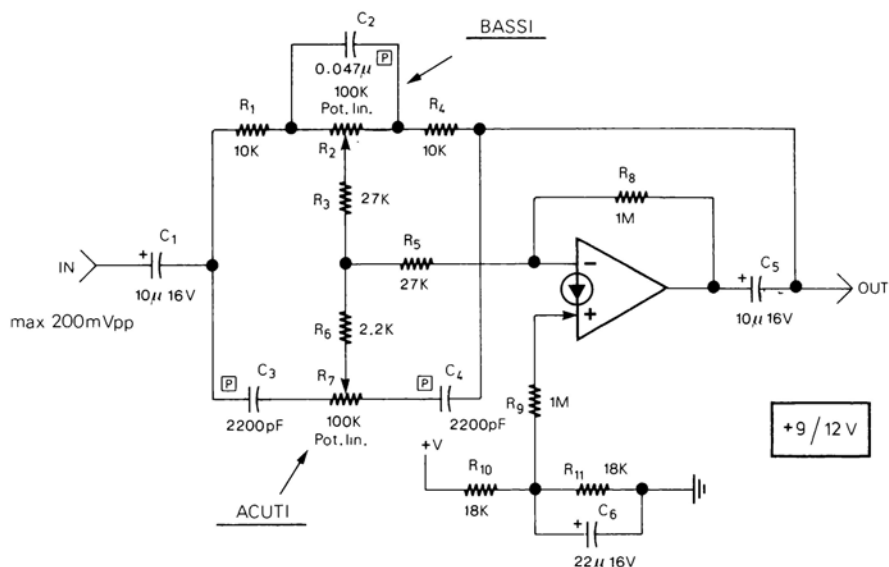 C2
P
0.047µ
BASSI
100K
Pot. lin.
R1
R4
10K
R2
10K
R3
27K
R8
1M
C1
+
R5
IN
27K
−
C5
+
OUT
10µ 16V
10µ 16V
max 200mVpp
R6
2.2K
+
C3
P
R7
P
C4
2200pF
100K
Pot. lin.
2200pF
R9
1M
+9/12 V
+V
ACUTI
R10
18K
R11
18K
C6
+
22µ 16V